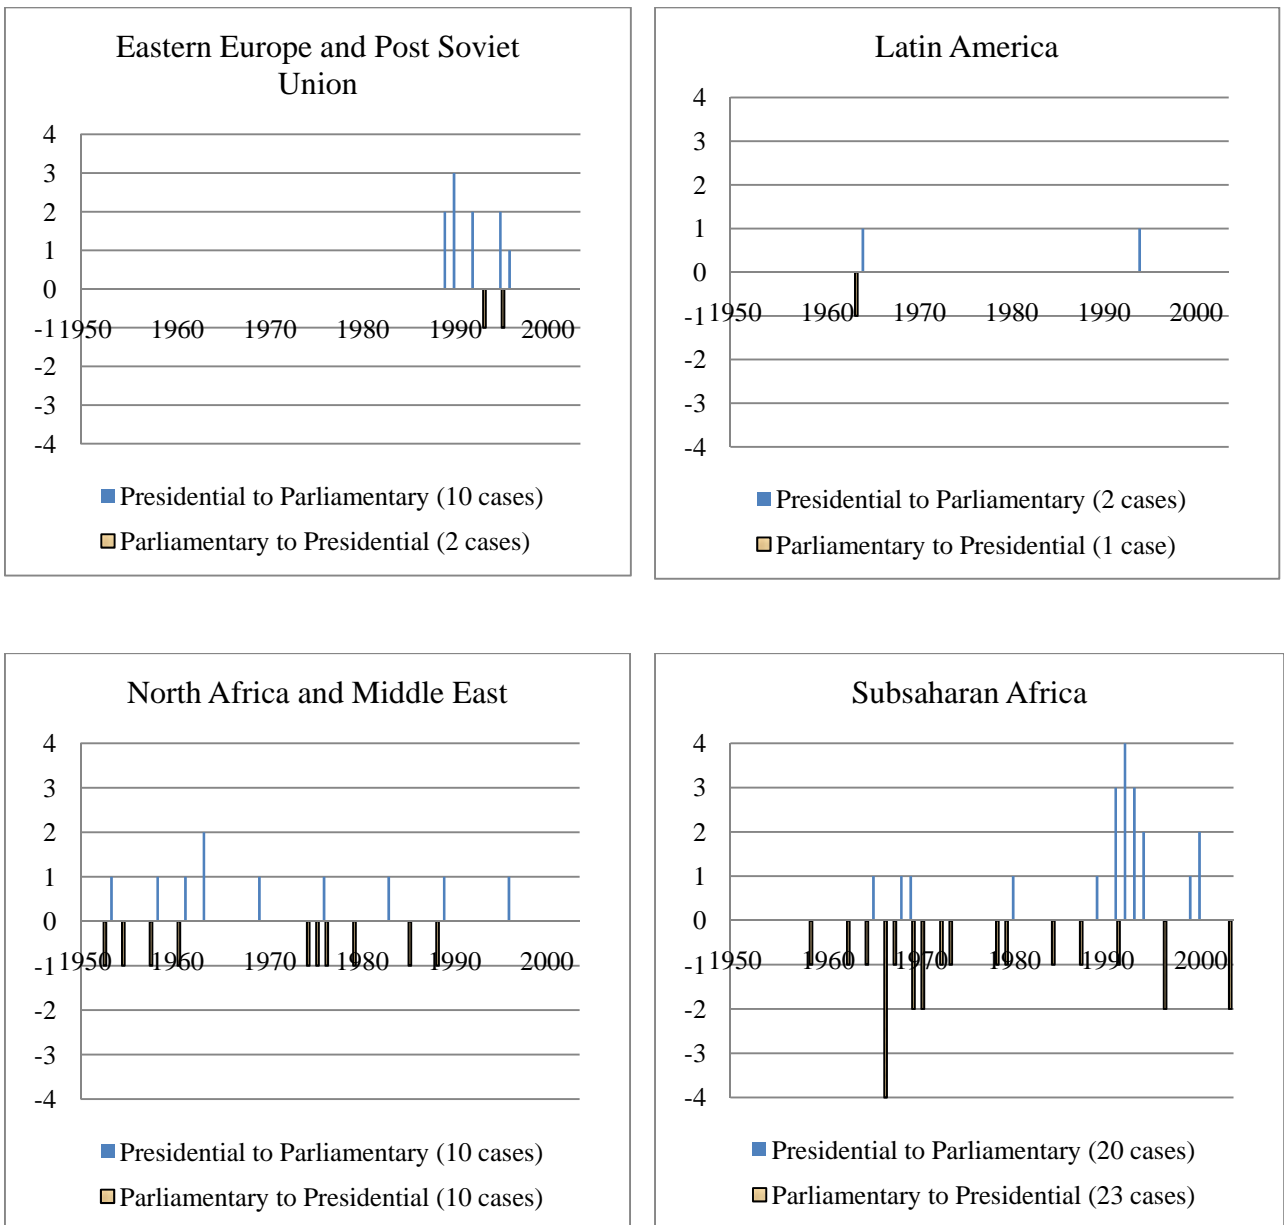 Eastern Europe and Post Soviet
Union
4
3
2
1
0
-1
-2
-3
-4
1950 1960 1970 1980 1990 2000
Presidential to Parliamentary (10 cases)
Parliamentary to Presidential (2 cases)
Latin America
4
3
2
1
0
-1
-2
-3
-4
1950 1960 1970 1980 1990 2000
Presidential to Parliamentary (2 cases)
Parliamentary to Presidential (1 case)
North Africa and Middle East
4
3
2
1
0
-1
-2
-3
-4
1950 1960 1970 1980 1990 2000
Presidential to Parliamentary (10 cases)
Parliamentary to Presidential (10 cases)
Subsaharan Africa
4
3
2
1
0
-1
-2
-3
-4
1950 1960 1970 1980 1990 2000
Presidential to Parliamentary (20 cases)
Parliamentary to Presidential (23 cases)